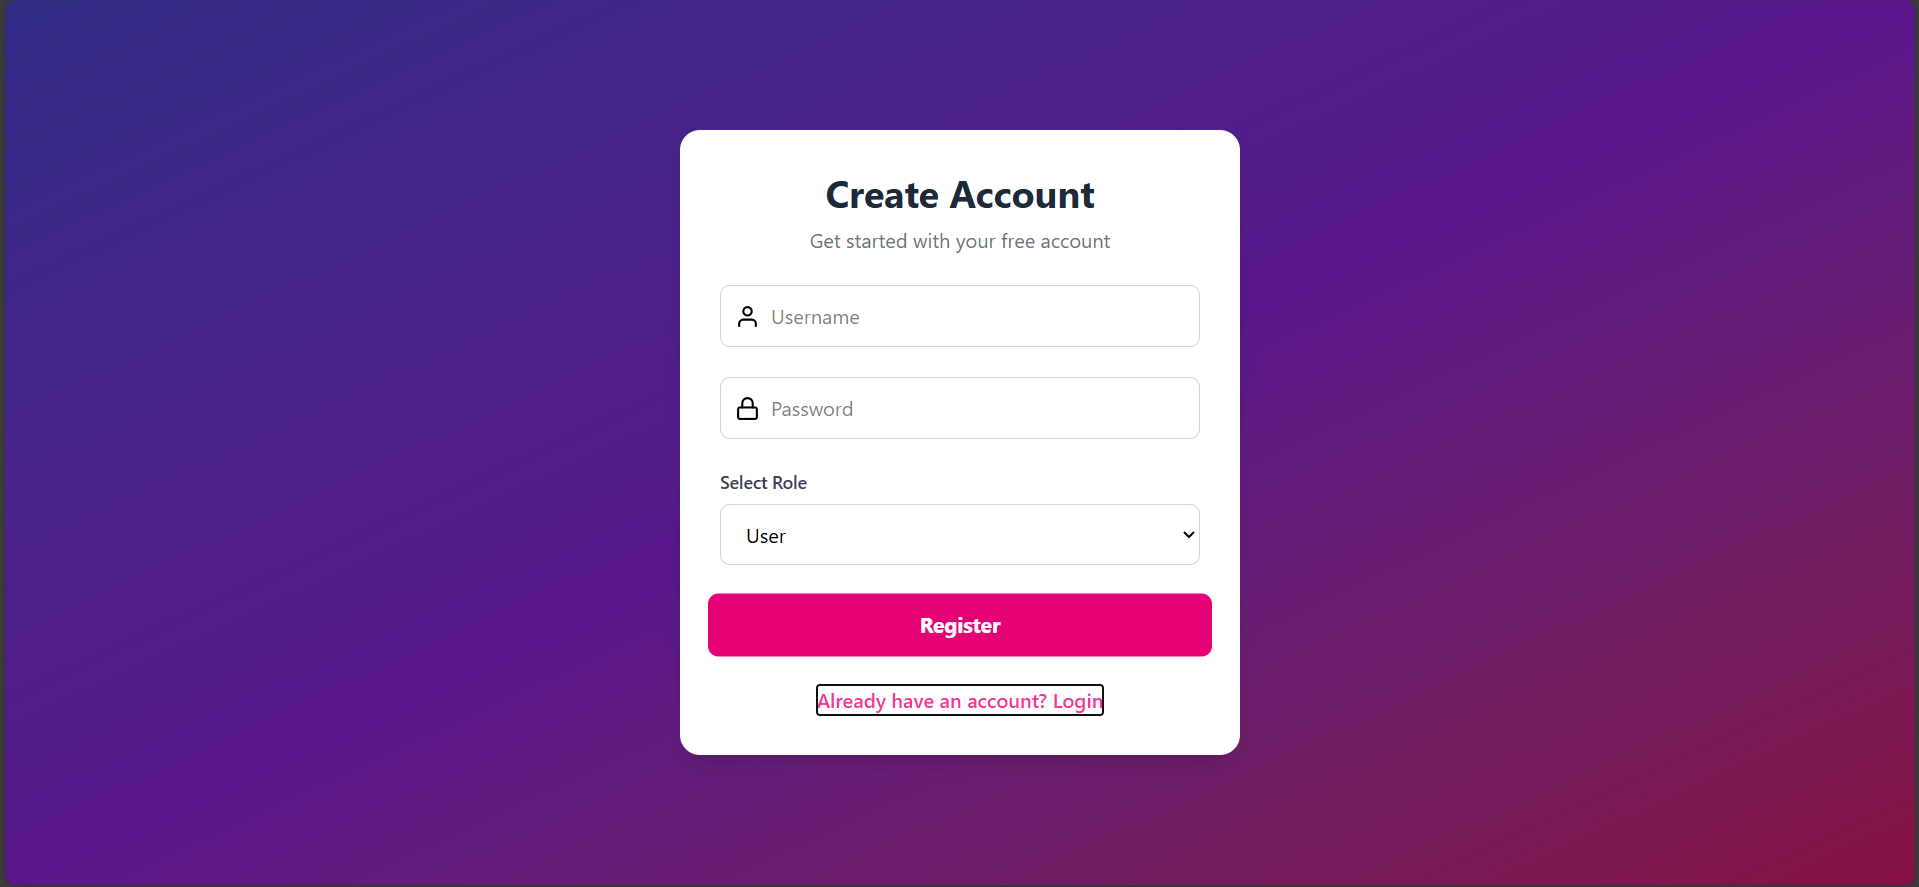 Create Account
Get started with your free account
Username
Password
Select Role
User
Register
Already have an account? Login